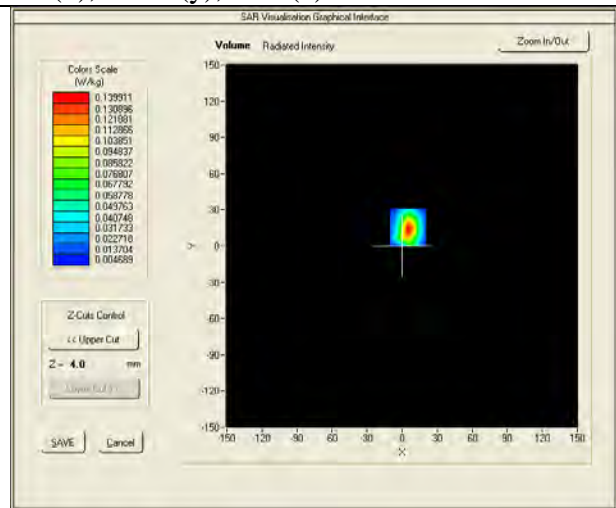 SAR Visualisation Graphical Interface
Volume Radiated Intensity
Zoom In/Out
Colors Scale
(W/kg)
0.139911
0.130896
0.121881
0.112866
0.103851
0.094837
0.085822
0.076807
0.067792
0.058778
0.049763
0.040748
0.031733
0.022718
0.013704
0.004689
150
120
90
60
30
0
-30
-60
-90
-120
-150
Y
-150 -120 -90 -60 -30 0 30 60 90 120 150
X
Z-Cuts Control
<< Upper Cut
Z = 4.0 mm
SAVE Cancel